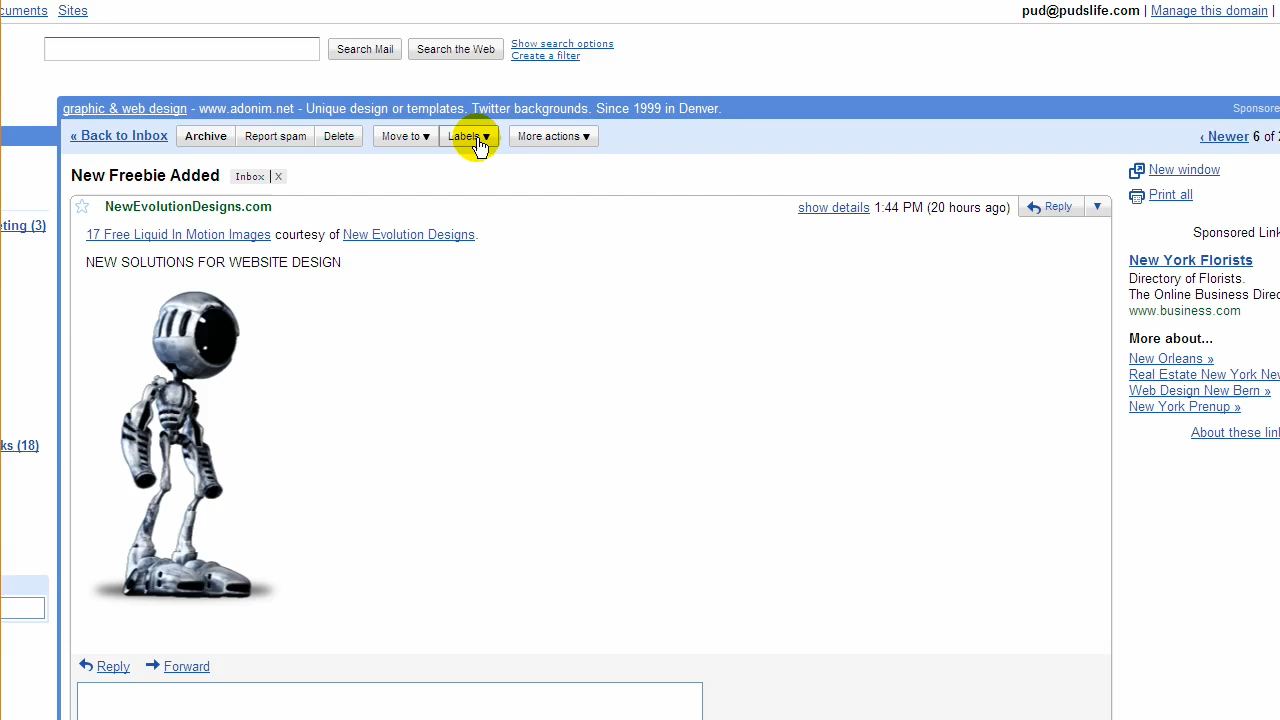 cuments Sites pud@pudslife.com | Manage this domain |
Search Mail Search the Web Show search options
Create a filter
graphic & web design - www.adonim.net - Unique design or templates. Twitter backgrounds. Since 1999 in Denver. Sponsore
« Back to Inbox Archive Report spam Delete Move to ▼ Labels ▼ More actions ▼ ‹ Newer 6 of
New Freebie Added Inbox | X
New window
Print all
NewEvolutionDesigns.com show details 1:44 PM (20 hours ago) Reply ▼
eting (3)
17 Free Liquid In Motion Images courtesy of New Evolution Designs.
NEW SOLUTIONS FOR WEBSITE DESIGN
Sponsored Link
New York Florists
Directory of Florists.
The Online Business Direc
www.business.com
More about...
New Orleans »
Real Estate New York New
Web Design New Bern »
New York Prenup »
About these lin
ks (18)
Reply Forward